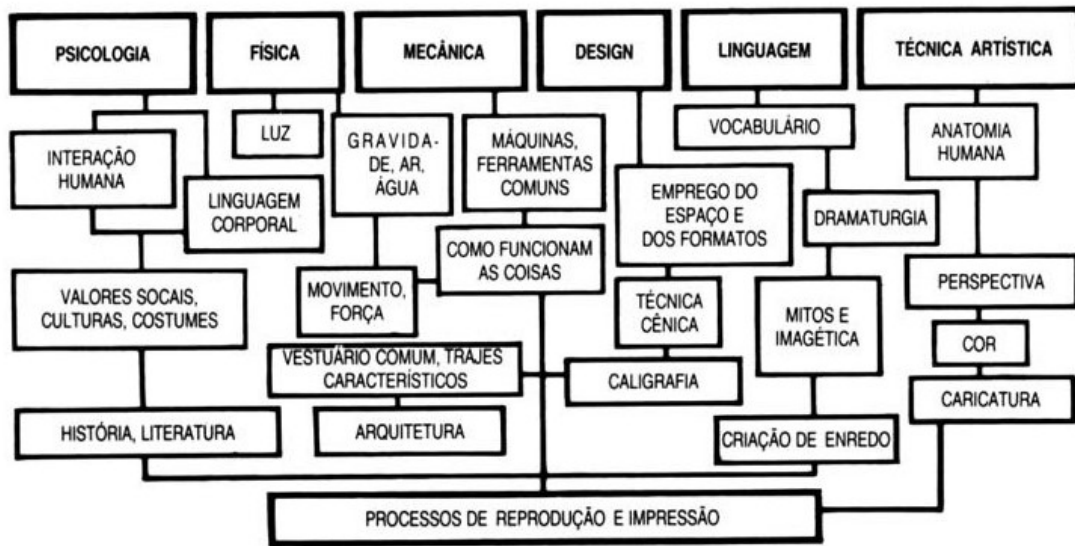 PSICOLOGIA
FÍSICA
MECÂNICA
DESIGN
LINGUAGEM
TÉCNICA ARTÍSTICA
INTERAÇÃO
HUMANA
LINGUAGEM
CORPORAL
LUZ
GRAVIDA-
DE, AR,
ÁGUA
MÁQUINAS,
FERRAMENTAS
COMUNS
EMPREGO DO
ESPAÇO E
DOS FORMATOS
VOCABULÁRIO
DRAMATURGIA
ANATOMIA
HUMANA
VALORES SOCAIS,
CULTURAS, COSTUMES
MOVIMENTO,
FORÇA
COMO FUNCIONAM
AS COISAS
TÉCNICA
CÊNICA
MITOS E
IMAGÉTICA
PERSPECTIVA
COR
VESTUÁRIO COMUM, TRAJES
CARACTERÍSTICOS
CALIGRAFIA
CARICATURA
HISTÓRIA, LITERATURA
ARQUITETURA
CRIAÇÃO DE ENREDO
PROCESSOS DE REPRODUÇÃO E IMPRESSÃO